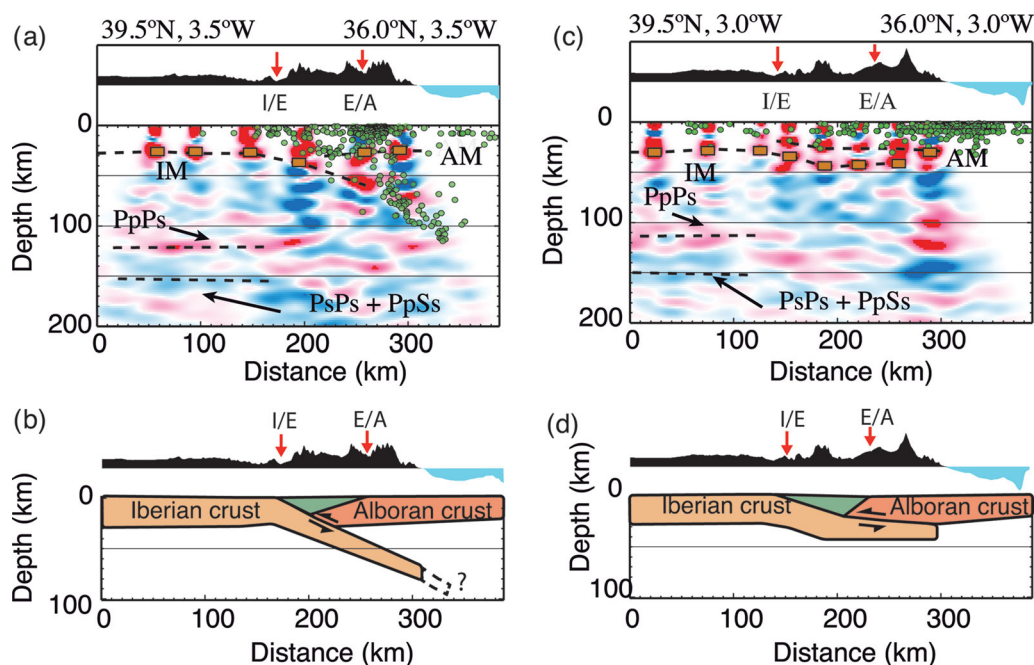 (a)
39.5ºN, 3.5ºW
36.0ºN, 3.5ºW
I/E
E/A
0
100
200
Depth (km)
IM
AM
PpPs
PsPs + PpSs
0
100
200
300
Distance (km)
(c)
39.5ºN, 3.0ºW
36.0ºN, 3.0ºW
I/E
E/A
0
100
200
Depth (km)
IM
AM
PpPs
PsPs + PpSs
0
100
200
300
Distance (km)
(b)
I/E
E/A
0
100
Depth (km)
Iberian crust
Alboran crust
?
0
100
200
300
Distance (km)
(d)
I/E
E/A
0
100
Depth (km)
Iberian crust
Alboran crust
0
100
200
300
Distance (km)